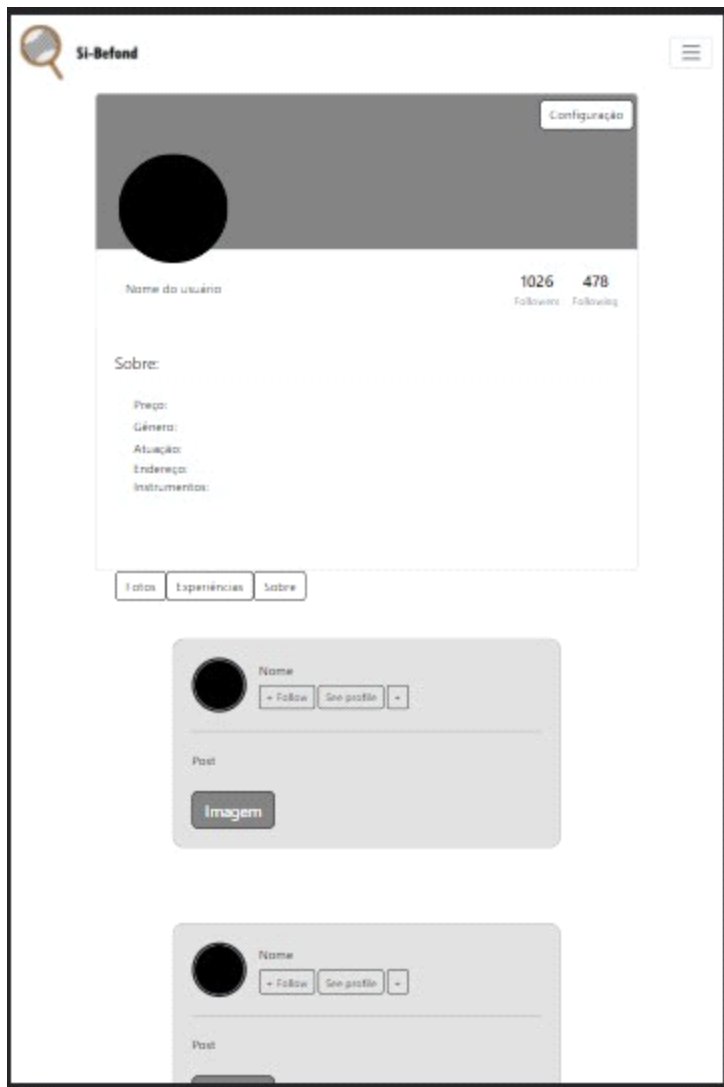 Si-Befond
Configuração
Nome do usuário
1026 478
Followers Following
Sobre:
Preço:
Gênero:
Atuação:
Endereço:
Instrumentos:
Fotos Experiências Sobre
Nome
+ Follow See profile
Post
Imagem
Nome
+ Follow See profile
Post